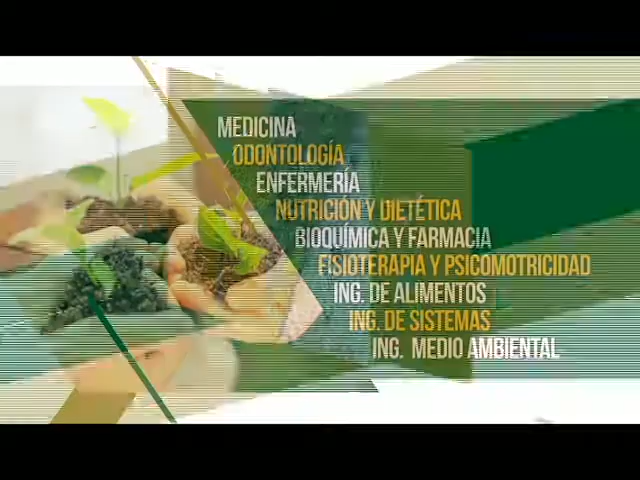 MEDICINA
ODONTOLOGÍA
ENFERMERÍA
NUTRICIÓN Y DIETÉTICA
BIOQUÍMICA Y FARMACIA
FISIOTERAPIA Y PSICOMOTRICIDAD
ING. DE ALIMENTOS
ING. DE SISTEMAS
ING. MEDIO AMBIENTAL